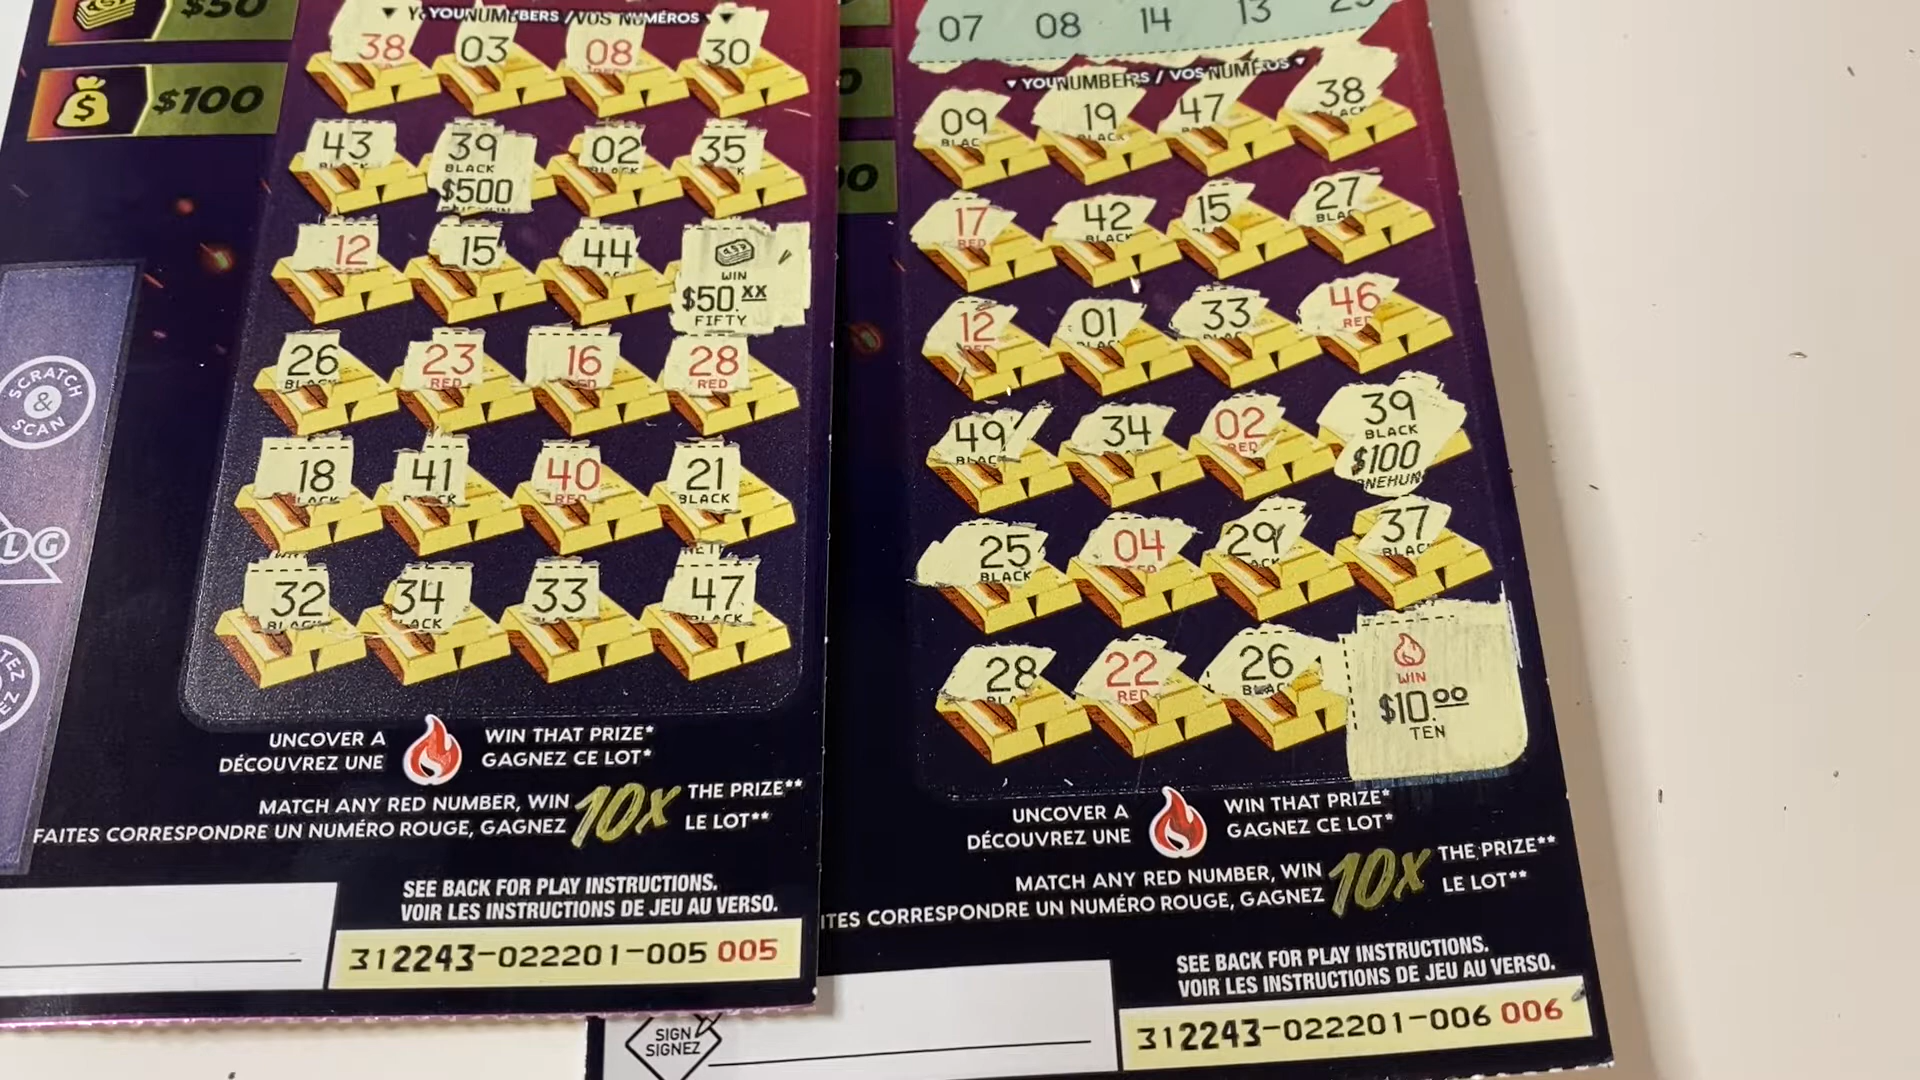 $50
$100
SCRATCH & SCAN
LG
YOUR NUMBERS / VOS NUMÉROS
38 03 08 30
43 39 02 35
BLACK
$500
12 15 44
WIN
$50.XX
FIFTY
26 23 16 28
RED RED
18 41 40 21
RED BLACK
32 34 33 47
UNCOVER A WIN THAT PRIZE*
DÉCOUVREZ UNE GAGNEZ CE LOT*
MATCH ANY RED NUMBER, WIN 10X THE PRIZE**
FAITES CORRESPONDRE UN NUMÉRO ROUGE, GAGNEZ LE LOT**
SEE BACK FOR PLAY INSTRUCTIONS.
VOIR LES INSTRUCTIONS DE JEU AU VERSO.
312243-022201-005 005
07 08 14 13
YOUNUMBERS / VOS NUMÉROS
09 19 47 38
17 42 15 27
RED BLACK
12 01 33 46
RED
49 34 02 39
RED BLACK
$100
25 04 29 37
BLACK
28 22 26
RED
WIN
$10.00
TEN
UNCOVER A WIN THAT PRIZE*
DÉCOUVREZ UNE GAGNEZ CE LOT*
MATCH ANY RED NUMBER, WIN 10X THE PRIZE**
ITES CORRESPONDRE UN NUMÉRO ROUGE, GAGNEZ LE LOT**
SEE BACK FOR PLAY INSTRUCTIONS.
VOIR LES INSTRUCTIONS DE JEU AU VERSO.
312243-022201-006 006
SIGN
SIGNEZ